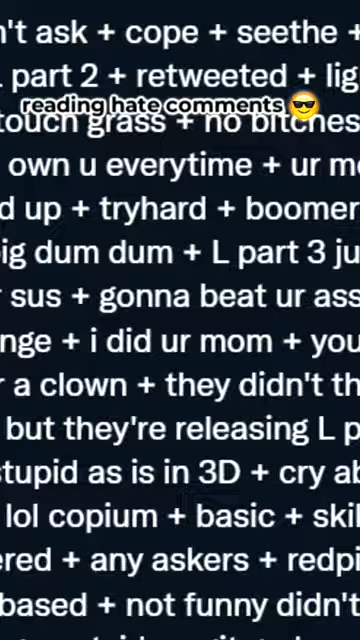 n't ask + cope + seethe +
part 2 + retweeted + lig
reading hate comments 😎
touch grass + no bitches
own u everytime + ur m
d up + tryhard + boomer
ig dum dum + L part 3 ju
sus + gonna beat ur ass
nge + i did ur mom + you
r a clown + they didn't th
but they're releasing L p
stupid as is in 3D + cry ab
lol copium + basic + skil
ered + any askers + redpi
based + not funny didn't